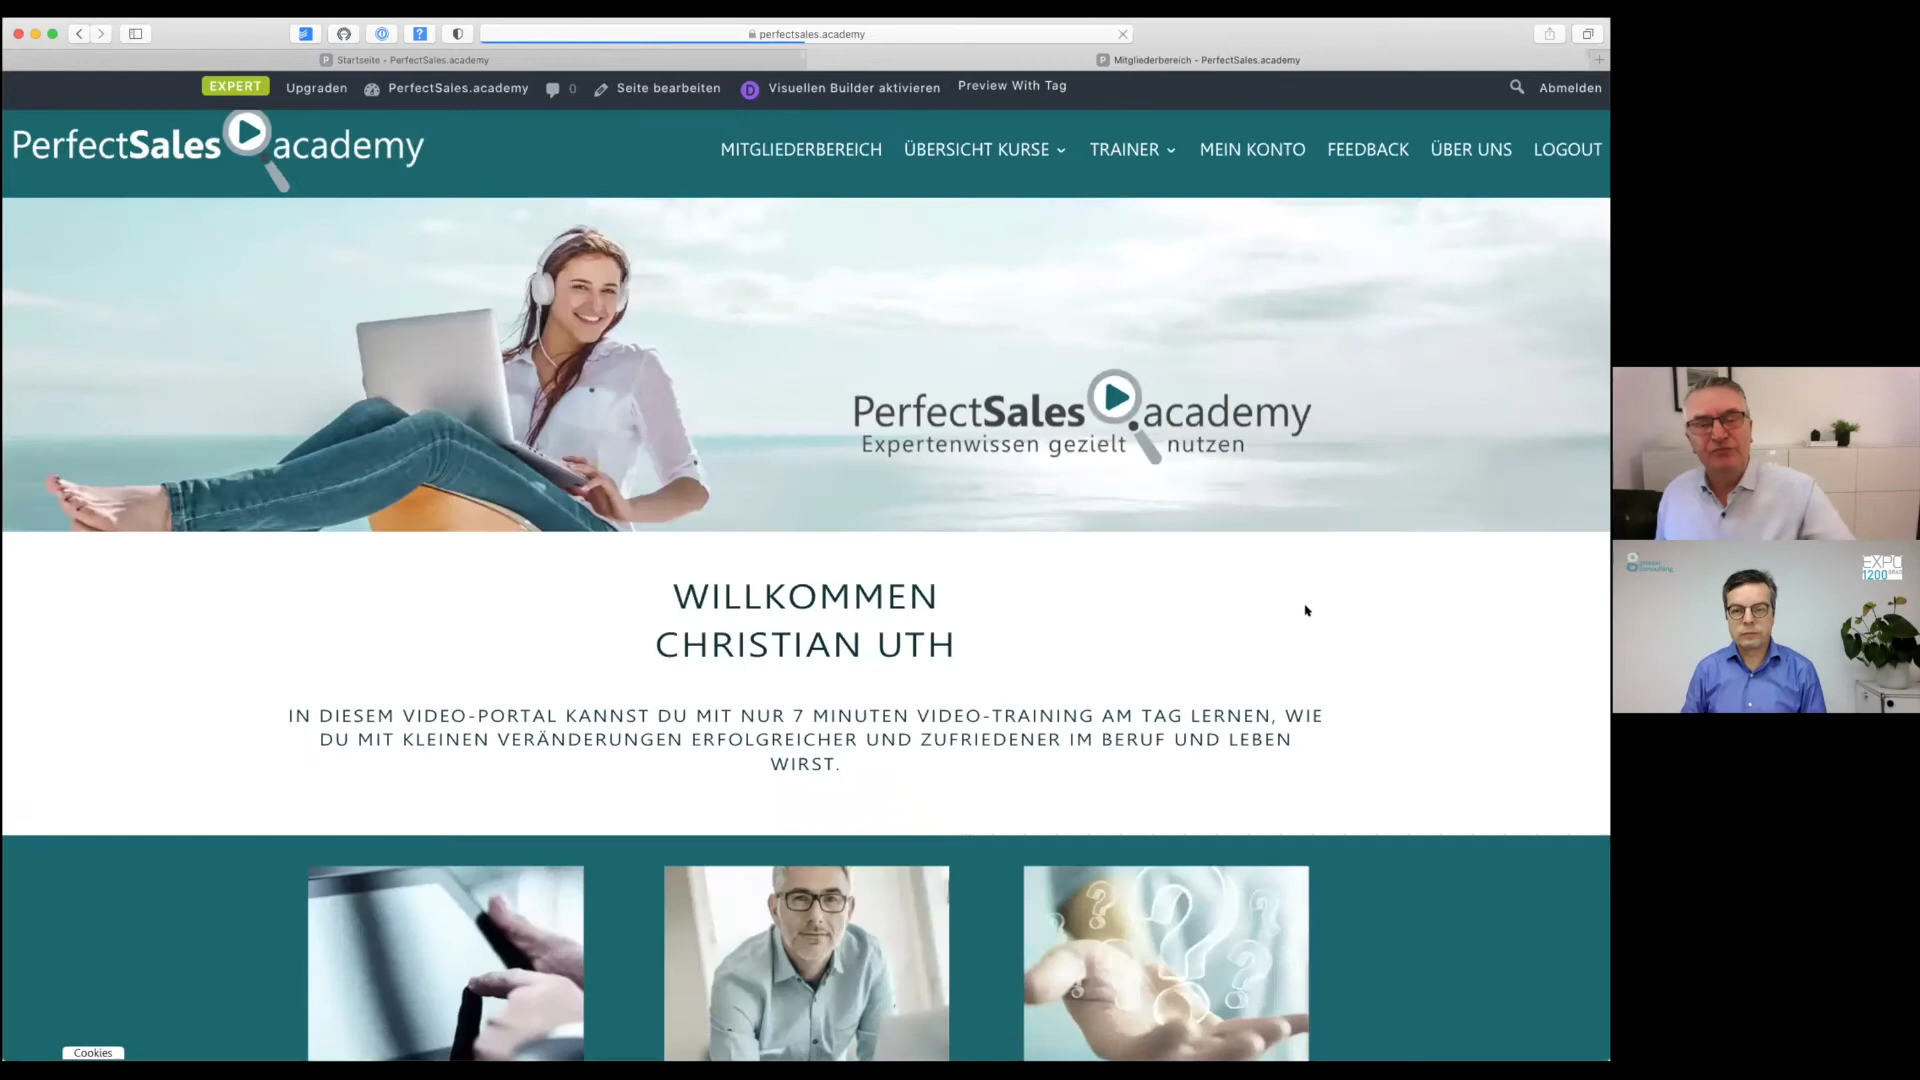 perfectsales.academy
Startseite - PerfectSales.academy
Mitgliederbereich - PerfectSales.academy
EXPERT Upgraden PerfectSales.academy 0 Seite bearbeiten D Visuellen Builder aktivieren Preview With Tag Abmelden
PerfectSales academy
MITGLIEDERBEREICH ÜBERSICHT KURSE TRAINER MEIN KONTO FEEDBACK ÜBER UNS LOGOUT
PerfectSales academy
Expertenwissen gezielt nutzen
WILLKOMMEN
CHRISTIAN UTH
IN DIESEM VIDEO-PORTAL KANNST DU MIT NUR 7 MINUTEN VIDEO-TRAINING AM TAG LERNEN, WIE
DU MIT KLEINEN VERÄNDERUNGEN ERFOLGREICHER UND ZUFRIEDENER IM BERUF UND LEBEN
WIRST.
Cookies
EXPO
1200 GRAD